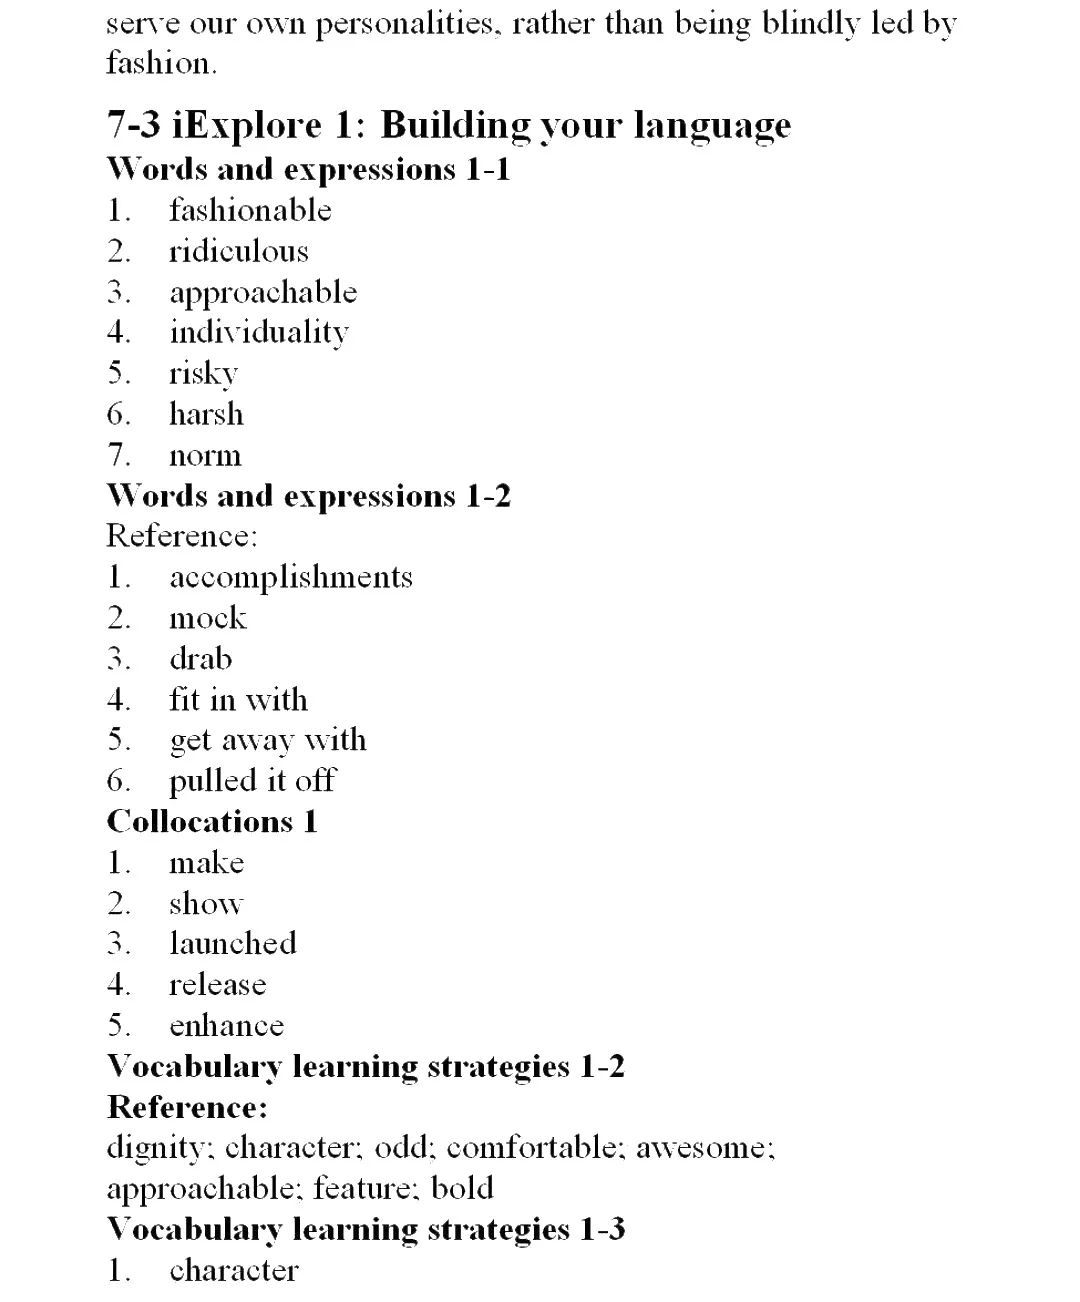 serve our own personalities, rather than being blindly led by
fashion.
7-3 iExplore 1: Building your language
Words and expressions 1-1
1. fashionable
2. ridiculous
3. approachable
4. individuality
5. risky
6. harsh
7. norm
Words and expressions 1-2
Reference:
1. accomplishments
2. mock
3. drab
4. fit in with
5. get away with
6. pulled it off
Collocations 1
1. make
2. show
3. launched
4. release
5. enhance
Vocabulary learning strategies 1-2
Reference:
dignity; character; odd; comfortable; awesome;
approachable; feature; bold
Vocabulary learning strategies 1-3
1. character